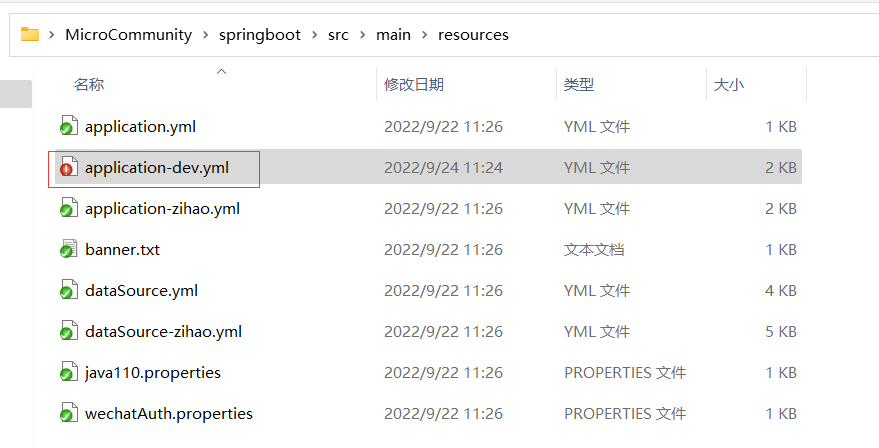 MicroCommunity > springboot > src > main > resources
名称 修改日期 类型 大小
application.yml 2022/9/22 11:26 YML 文件 1 KB
application-dev.yml 2022/9/24 11:24 YML 文件 2 KB
application-zihao.yml 2022/9/22 11:26 YML 文件 2 KB
banner.txt 2022/9/22 11:26 文本文档 1 KB
dataSource.yml 2022/9/22 11:26 YML 文件 4 KB
dataSource-zihao.yml 2022/9/22 11:26 YML 文件 5 KB
java110.properties 2022/9/22 11:26 PROPERTIES 文件 1 KB
wechatAuth.properties 2022/9/22 11:26 PROPERTIES 文件 1 KB